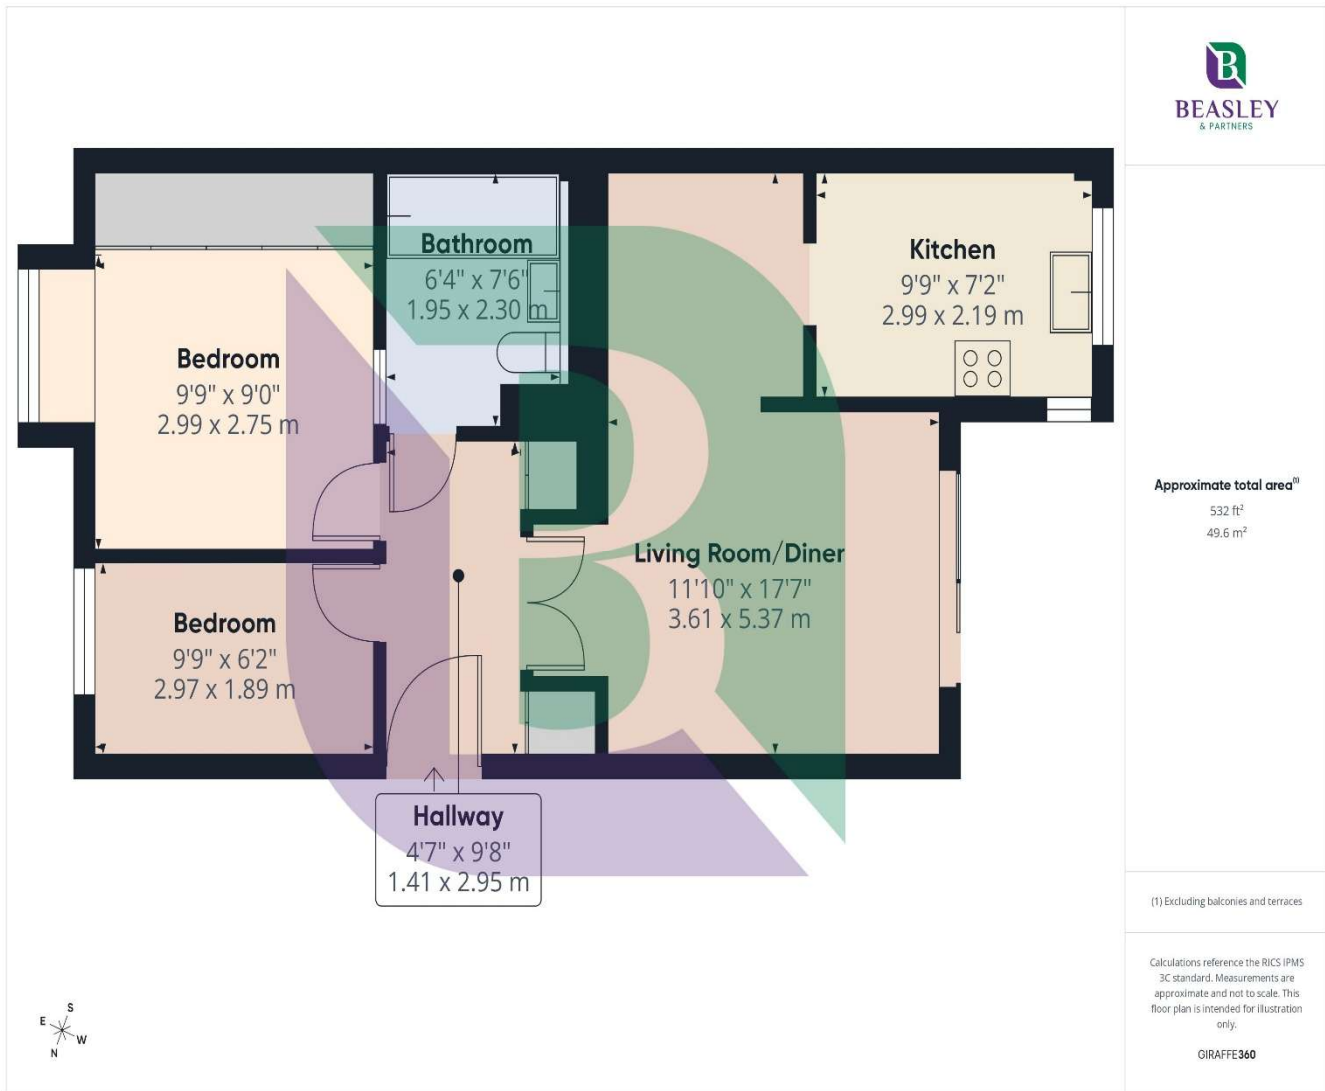 B
BEASLEY
& PARTNERS
Bathroom
6'4" x 7'6"
1.95 x 2.30 m
Kitchen
9'9" x 7'2"
2.99 x 2.19 m
Bedroom
9'9" x 9'0"
2.99 x 2.75 m
Living Room/Diner
11'10" x 17'7"
3.61 x 5.37 m
Bedroom
9'9" x 6'2"
2.97 x 1.89 m
Hallway
4'7" x 9'8"
1.41 x 2.95 m
Approximate total area⁽¹⁾
532 ft²
49.6 m²
(1) Excluding balconies and terraces
Calculations reference the RICS IPMS
3C standard. Measurements are
approximate and not to scale. This
floor plan is intended for illustration
only.
GIRAFFE360
S
E
W
N